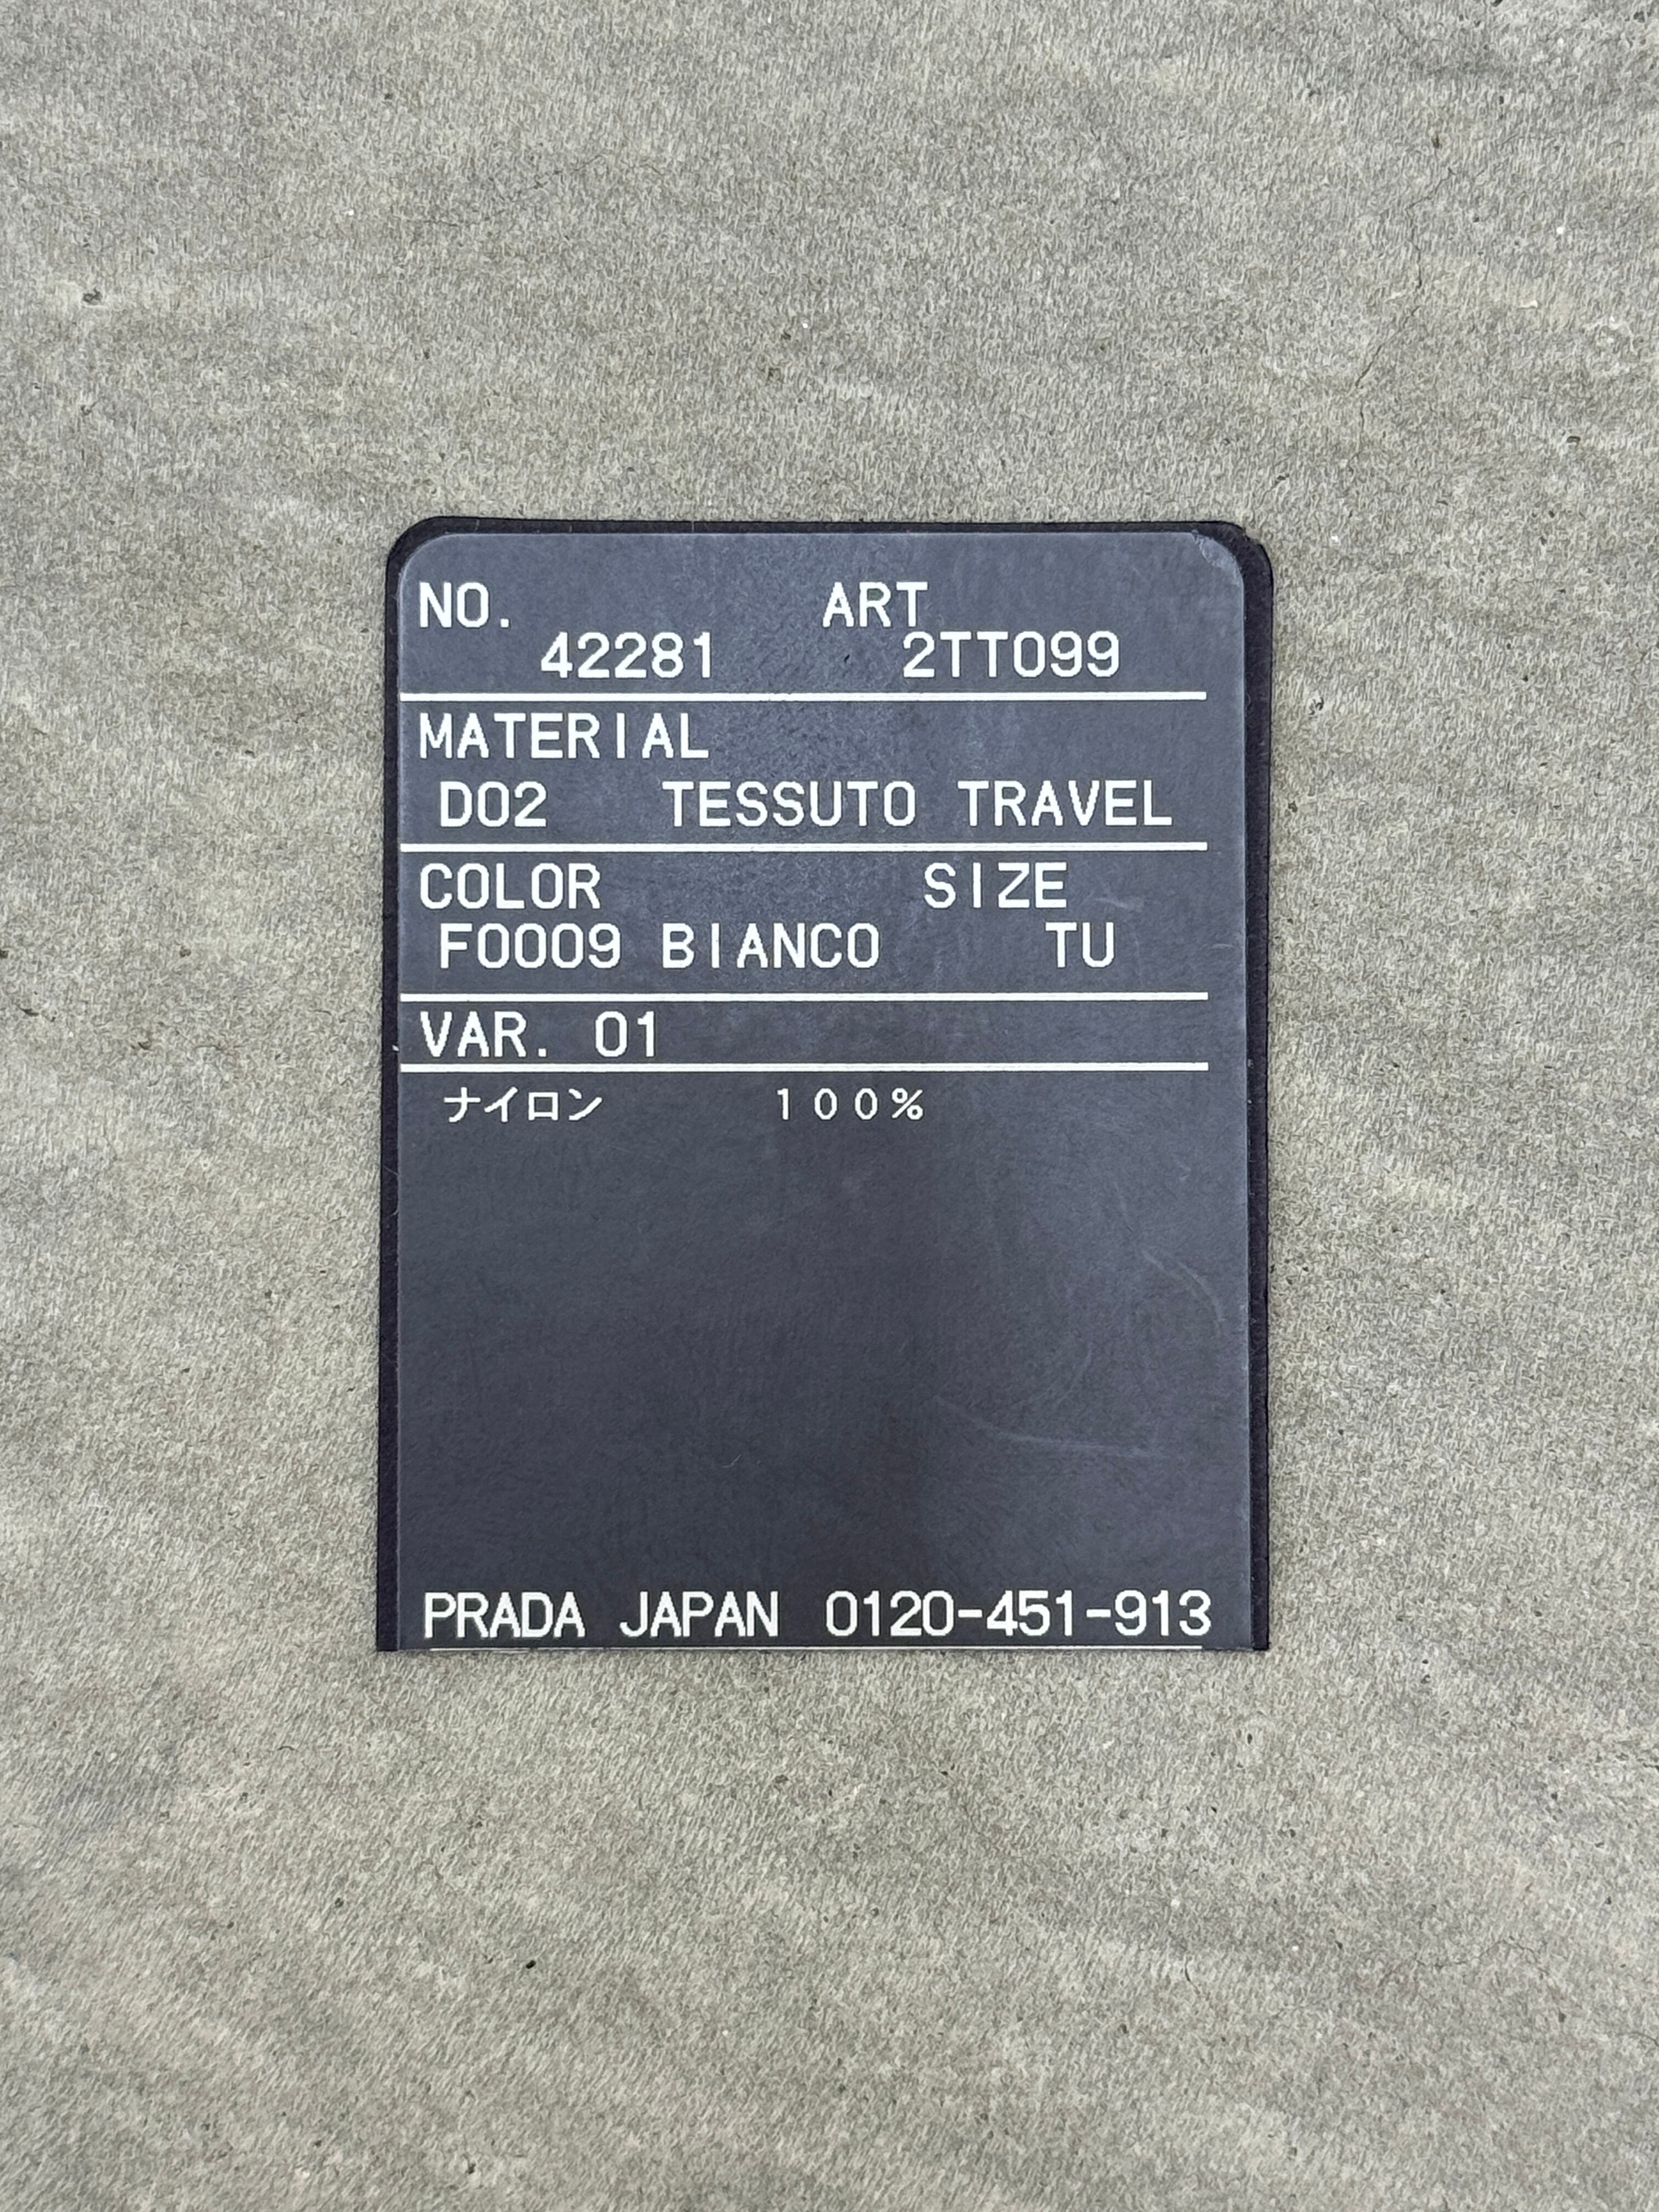 NO. ART
42281 2TT099
MATERIAL
D02 TESSUTO TRAVEL
COLOR SIZE
F0009 BIANCO TU
VAR. 01
ナイロン 100%
PRADA JAPAN 0120-451-913